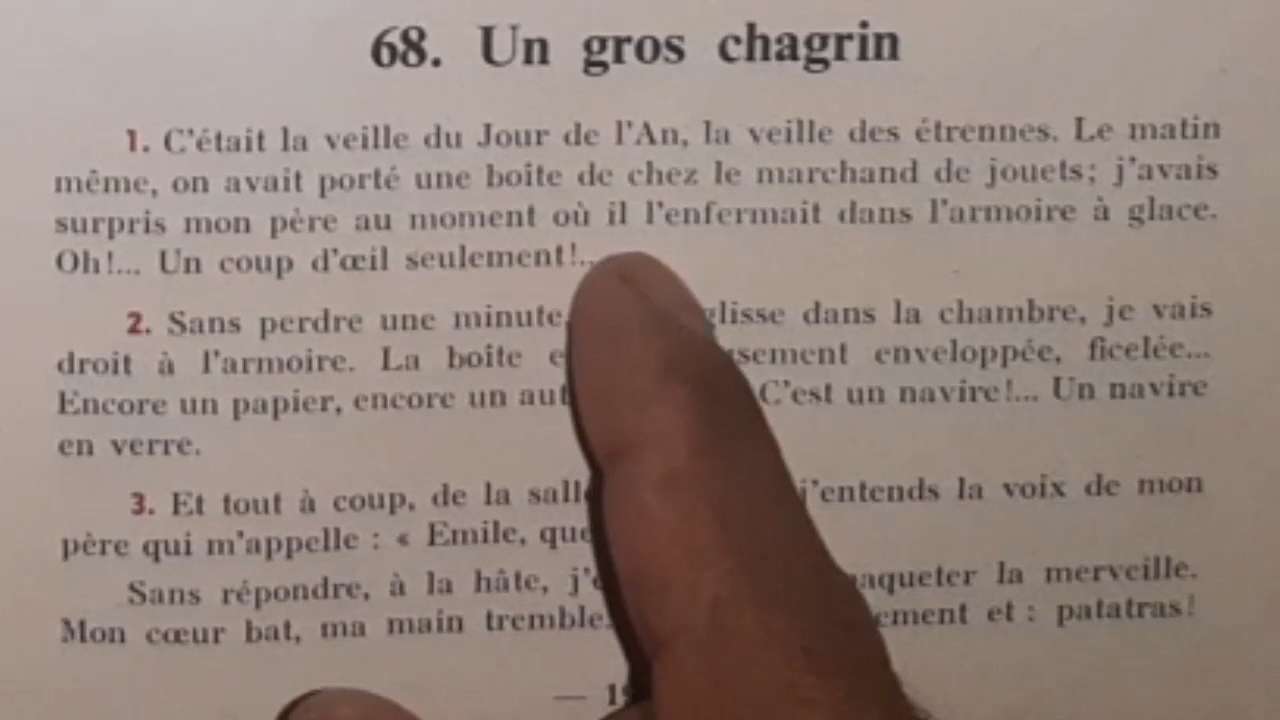 68. Un gros chagrin
1. C'était la veille du Jour de l'An, la veille des étrennes. Le matin
même, on avait porté une boîte de chez le marchand de jouets; j'avais
surpris mon père au moment où il l'enfermait dans l'armoire à glace.
Oh!... Un coup d'œil seulement!..
2. Sans perdre une minute glisse dans la chambre, je vais
droit à l'armoire. La boîte enveloppée, ficelée...
Encore un papier, encore un C'est un navire!... Un navire
en verre.
3. Et tout à coup, de la j'entends la voix de mon
père qui m'appelle : « Emile,
Sans répondre, à la hâte, la merveille.
Mon cœur bat, ma main tremble et : patatras!
—